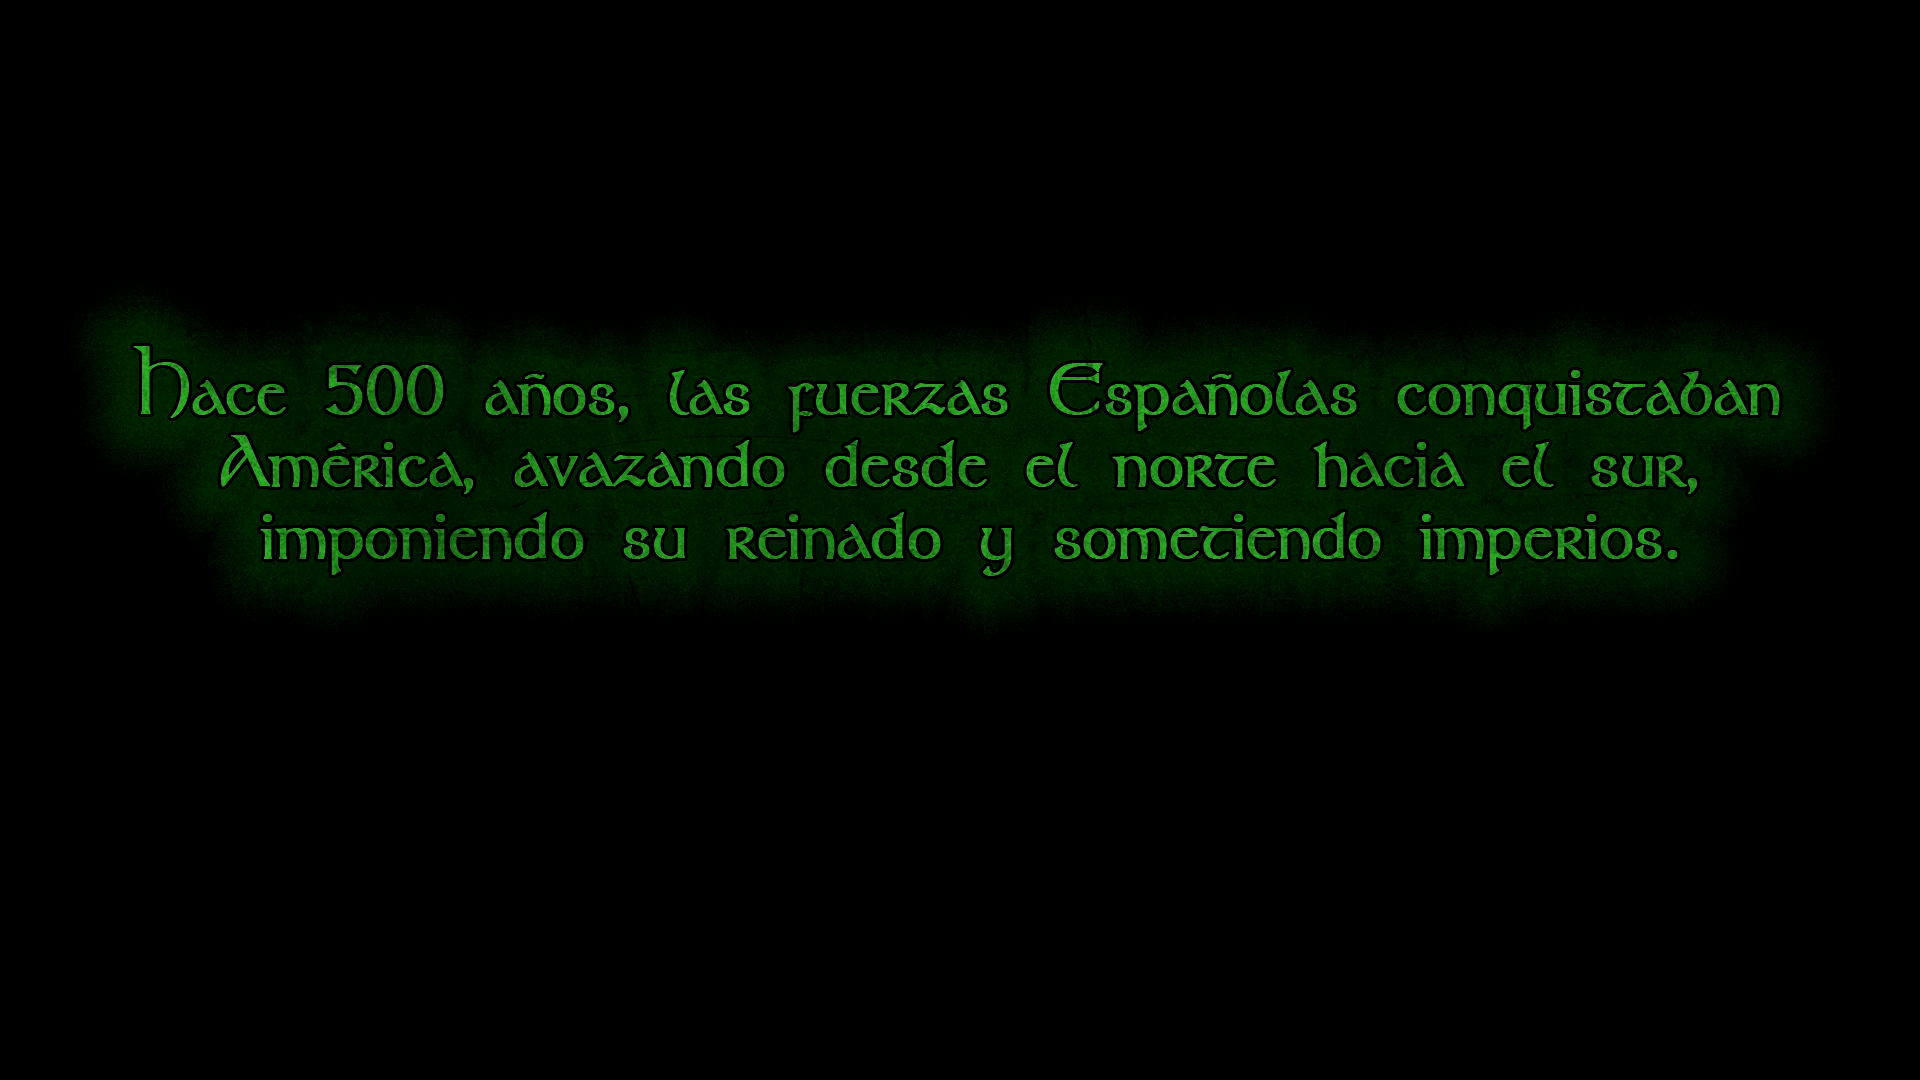 Hace 500 años, las fuerzas Españolas conquistaban
América, avazando desde el norte hacia el sur,
imponiendo su reinado y sometiendo imperios.